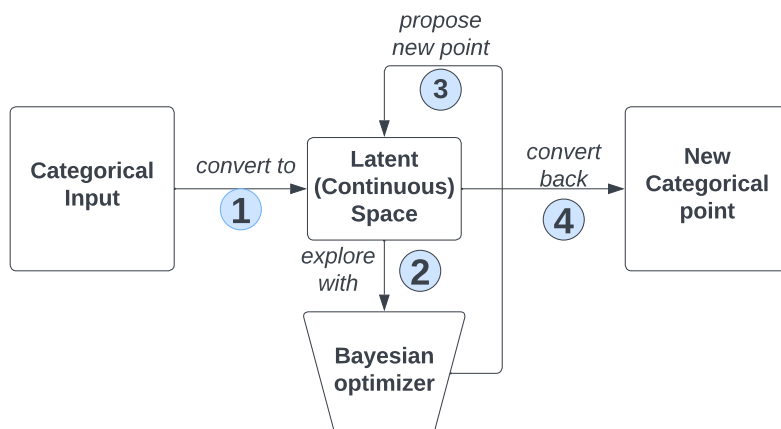 propose
new point
3
Categorical
Input
convert to
1
Latent
(Continuous)
Space
convert
back
4
New
Categorical
point
explore
with
2
Bayesian
optimizer